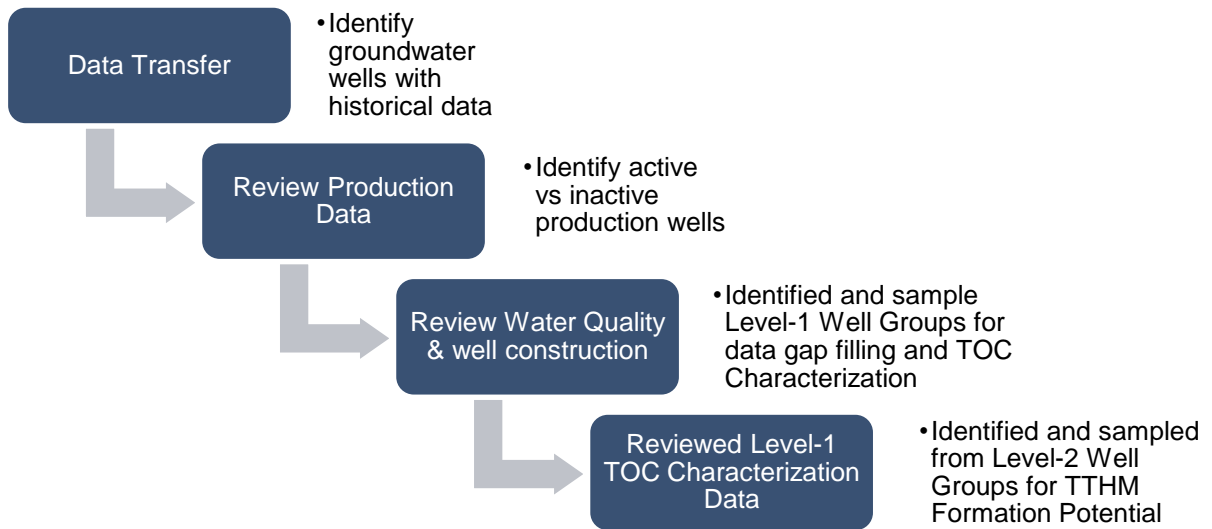 Data Transfer
•Identify
groundwater
wells with
historical data
Review Production
Data
•Identify active
vs inactive
production wells
Review Water Quality
& well construction
•Identified and sample
Level-1 Well Groups for
data gap filling and TOC
Characterization
Reviewed Level-1
TOC Characterization
Data
•Identified and sampled
from Level-2 Well
Groups for TTHM
Formation Potential